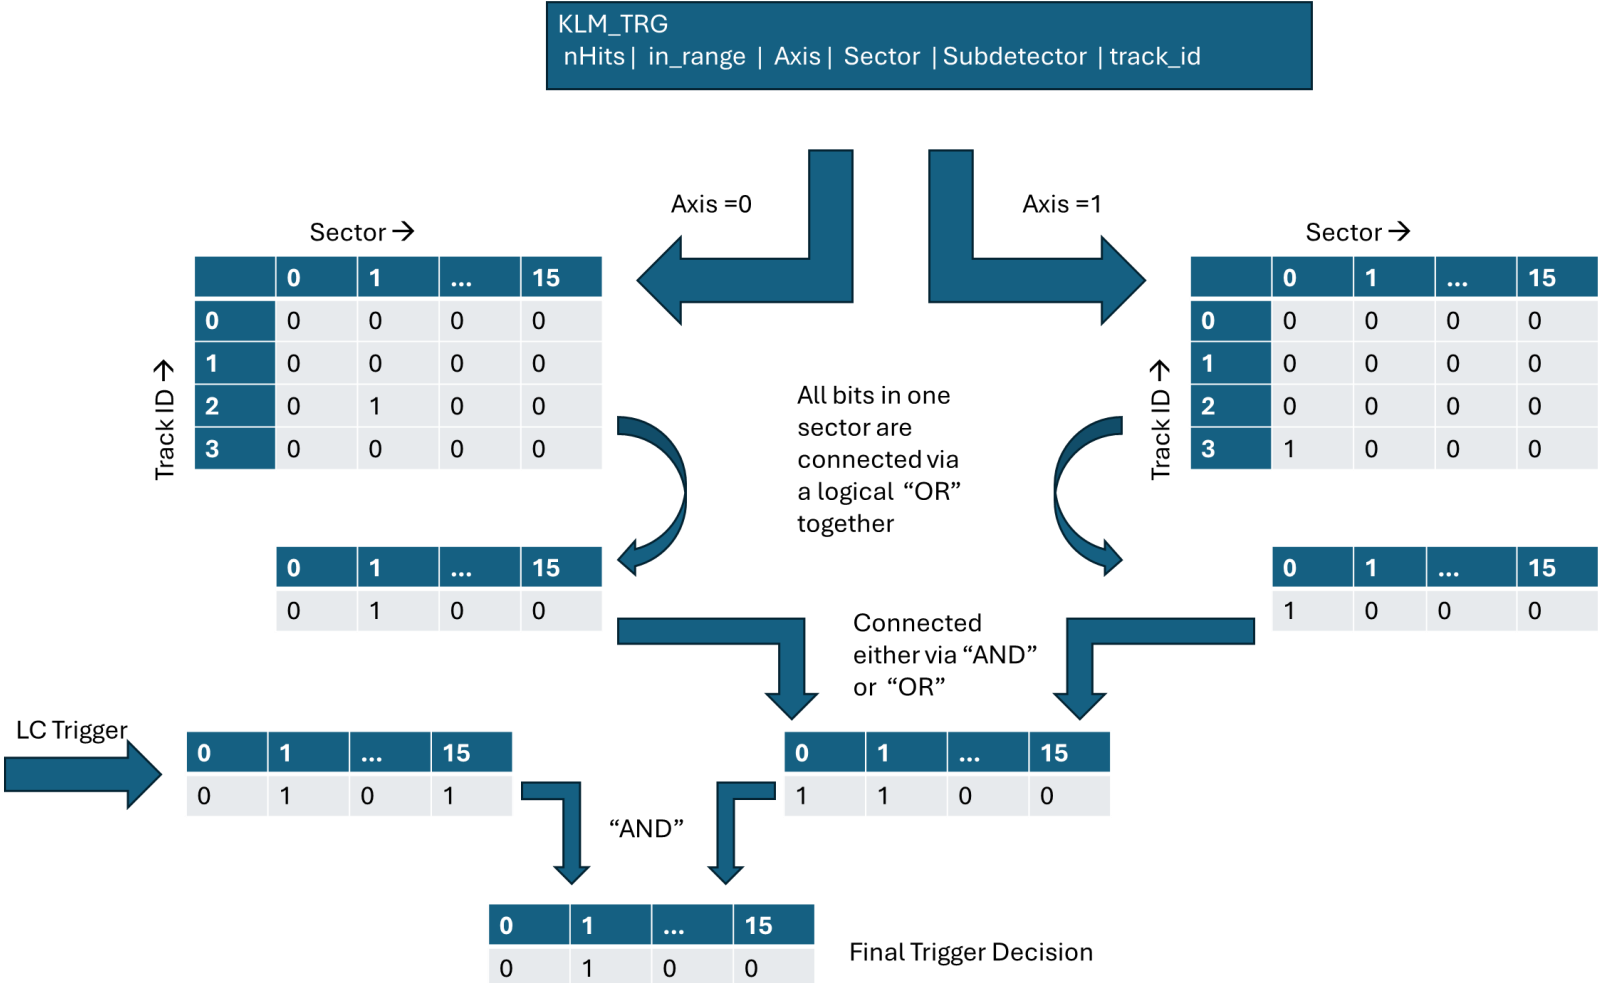 KLM_TRG
nHits | in_range | Axis | Sector | Subdetector | track_id
Axis =0
Axis =1
Sector →
Sector →
0 1 ... 15
0 0 0 0 0
1 0 0 0 0
2 0 1 0 0
3 0 0 0 0
Track ID →
0 1 ... 15
0 0 0 0 0
1 0 0 0 0
2 0 0 0 0
3 1 0 0 0
Track ID →
All bits in one
sector are
connected via
a logical “OR”
together
0 1 ... 15
0 1 0 0
0 1 ... 15
1 0 0 0
Connected
either via “AND”
or “OR”
LC Trigger
0 1 ... 15
0 1 0 1
0 1 ... 15
1 1 0 0
“AND”
0 1 ... 15
0 1 0 0
Final Trigger Decision